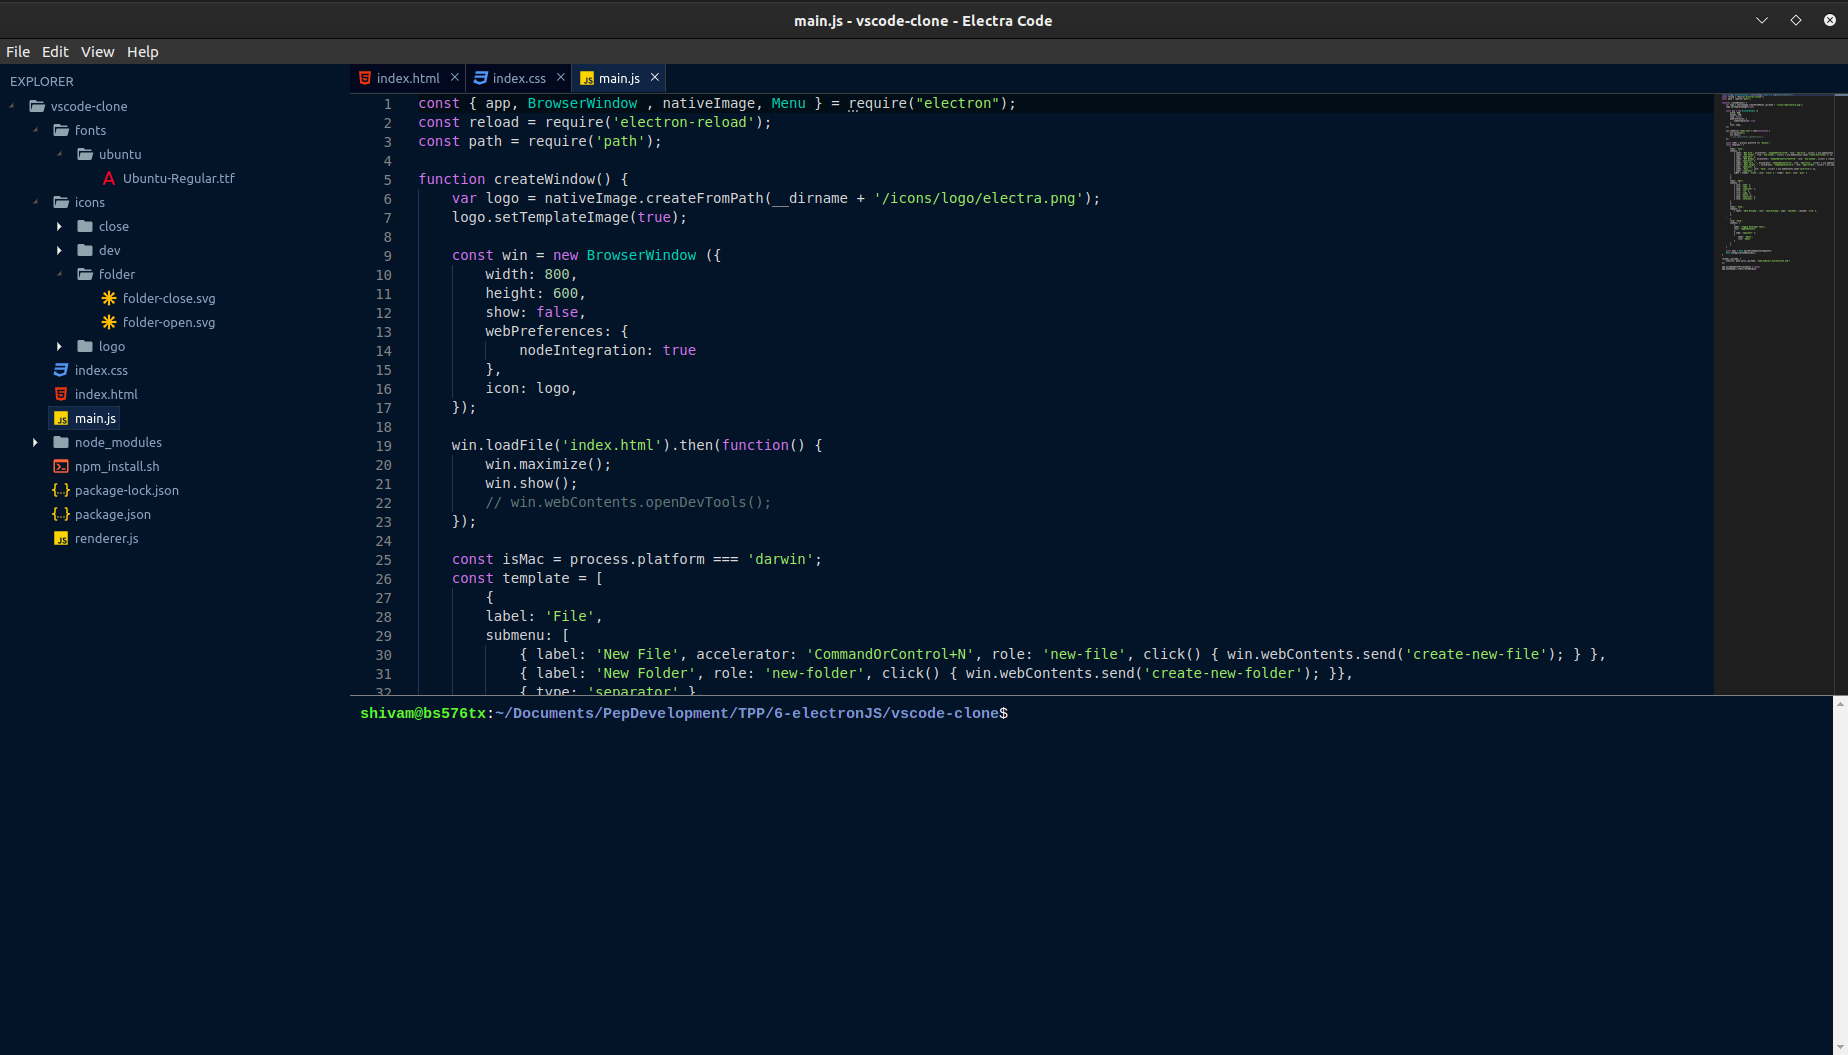 main.js - vscode-clone - Electra Code
File Edit View Help
EXPLORER
vscode-clone
fonts
ubuntu
Ubuntu-Regular.ttf
icons
close
dev
folder
folder-close.svg
folder-open.svg
logo
index.css
index.html
main.js
node_modules
npm_install.sh
package-lock.json
package.json
renderer.js
index.html index.css main.js
1 const { app, BrowserWindow , nativeImage, Menu } = require("electron");
2 const reload = require('electron-reload');
3 const path = require('path');
4
5 function createWindow() {
6 var logo = nativeImage.createFromPath(__dirname + '/icons/logo/electra.png');
7 logo.setTemplateImage(true);
8
9 const win = new BrowserWindow ({
10 width: 800,
11 height: 600,
12 show: false,
13 webPreferences: {
14 nodeIntegration: true
15 },
16 icon: logo,
17 });
18
19 win.loadFile('index.html').then(function() {
20 win.maximize();
21 win.show();
22 // win.webContents.openDevTools();
23 });
24
25 const isMac = process.platform === 'darwin';
26 const template = [
27 {
28 label: 'File',
29 submenu: [
30 { label: 'New File', accelerator: 'CommandOrControl+N', role: 'new-file', click() { win.webContents.send('create-new-file'); } },
31 { label: 'New Folder', role: 'new-folder', click() { win.webContents.send('create-new-folder'); }},
32 { type: 'separator' }
shivam@bs576tx:~/Documents/PepDevelopment/TPP/6-electronJS/vscode-clone$